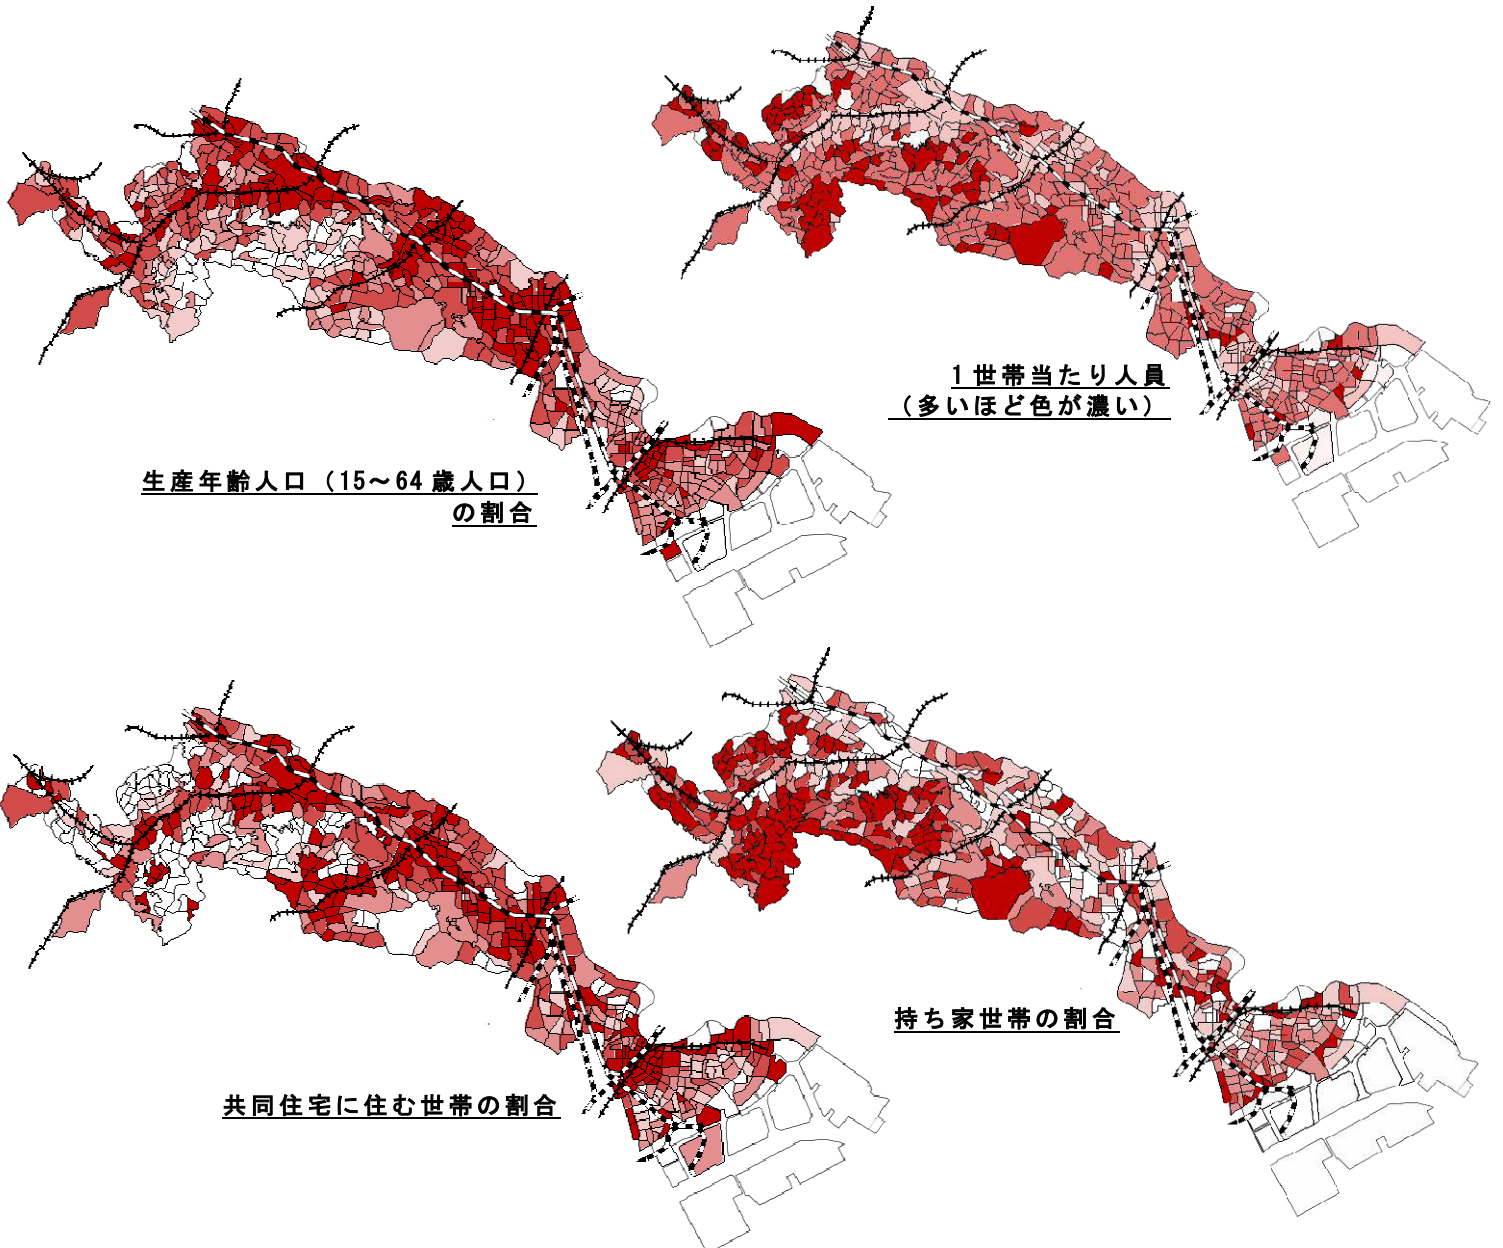 1世帯当たり人員
（多いほど色が濃い）
生産年齢人口（15～64歳人口）
の割合
持ち家世帯の割合
共同住宅に住む世帯の割合